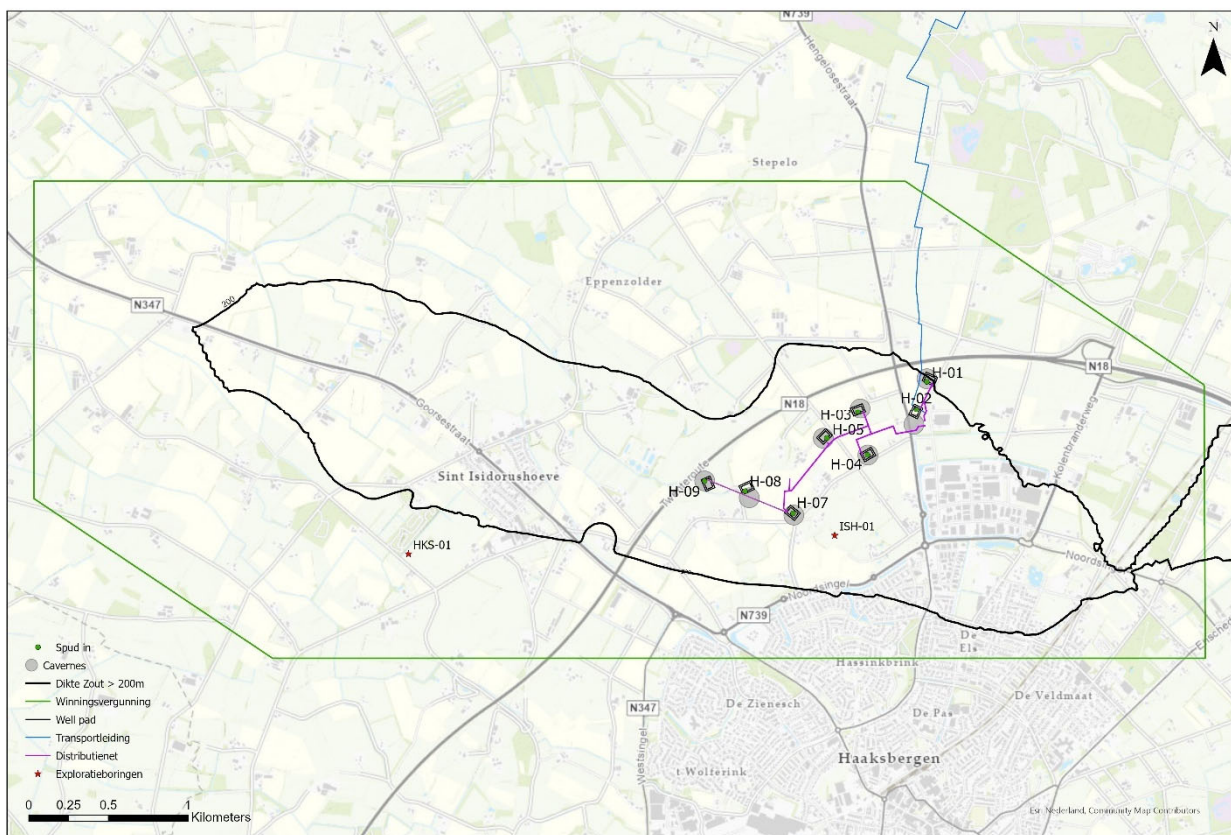 N739
N
Hengelosestraat
Stepelo
Eppenzolder
200
N347
H-01
N18
H-02
H-03
N18
H-05
Goorsestraat
Kolenbranderweg
H-04
Sint Isidorushoeve
H-08
H-09
H-07
ISH-01
HKS-01
Noordsingel
N739
De
Els
Hassinkbrink
De Veldmaat
N347
De Zienesch
De Pas
Westsingel
Haaksbergen
't Wolferink
Spud in
Cavernes
Dikte Zout > 200m
Winningsvergunning
Well pad
Transportleiding
Distributienet
Exploratieboringen
0 0.25 0.5 1
Kilometers
Esri Nederland, Community Map Contributors